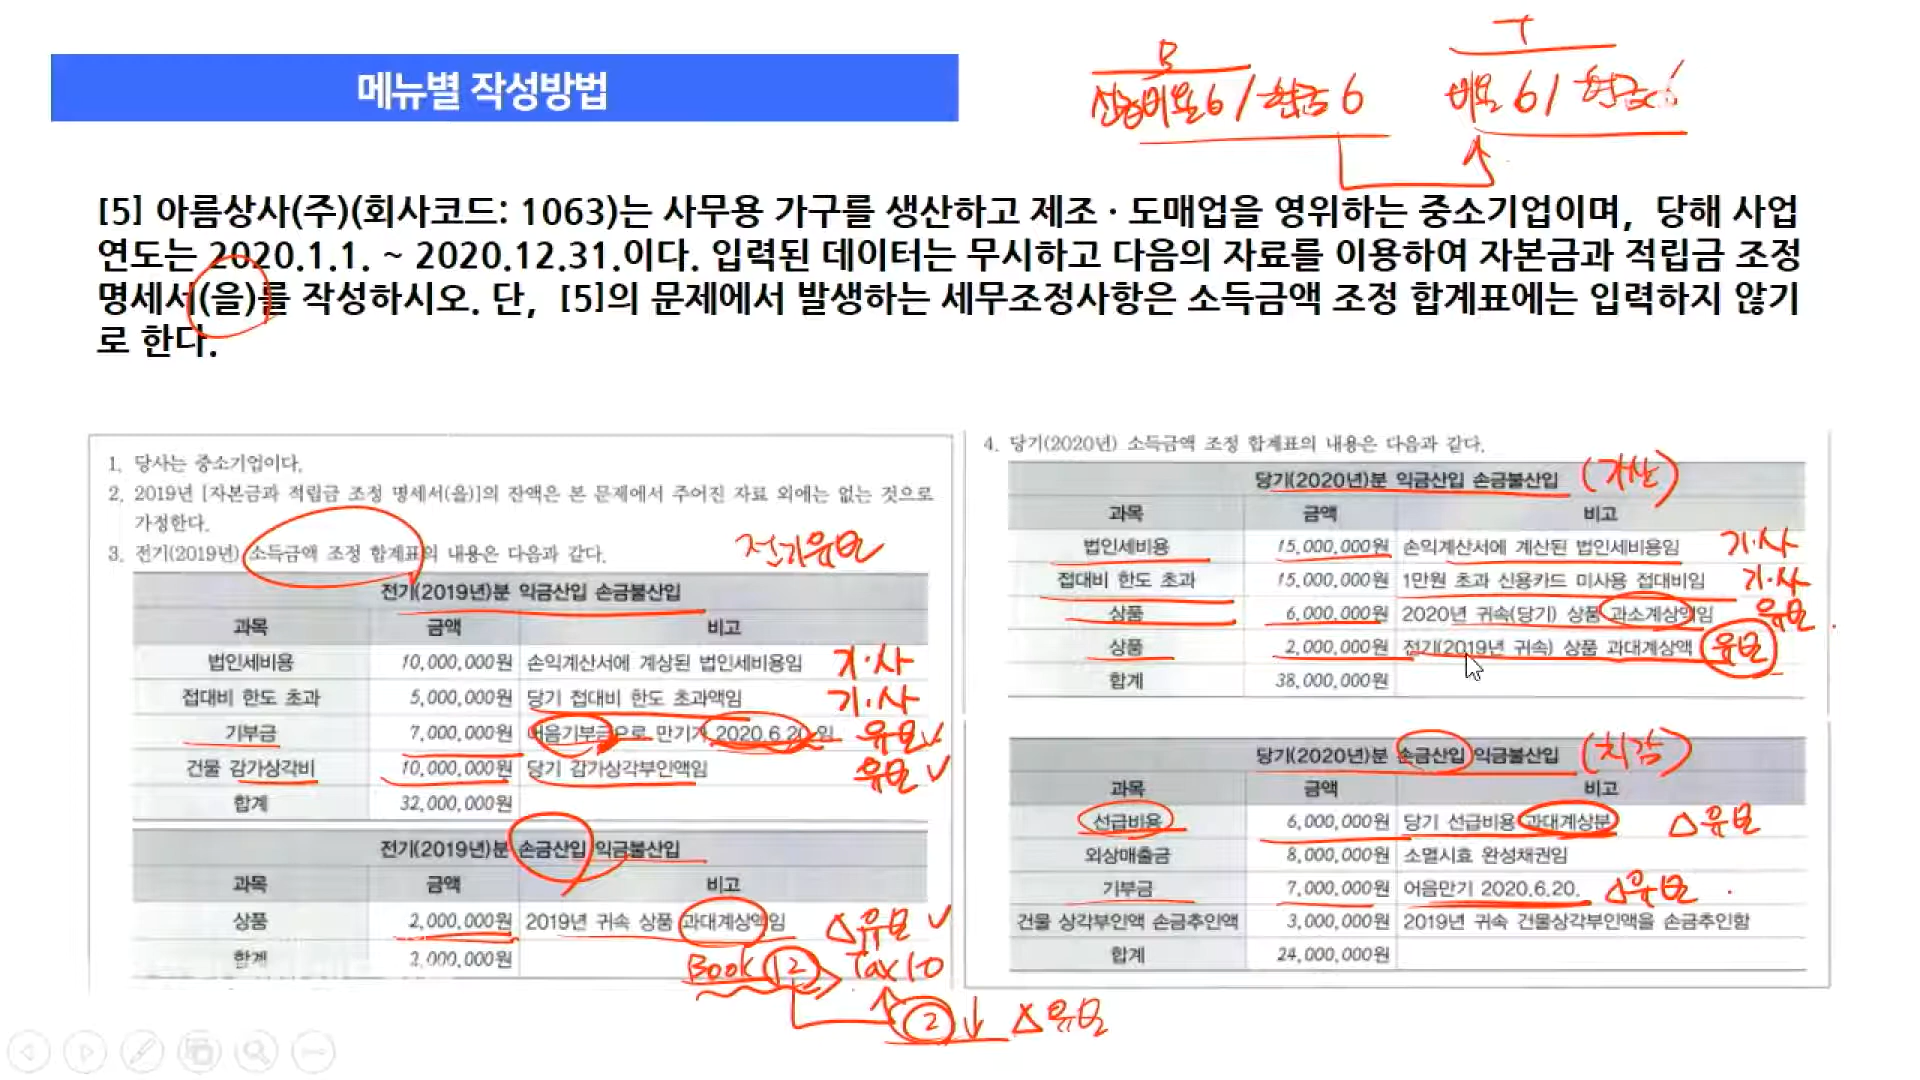 메뉴별 작성방법
B
T
선급비용 6 / 현금 6
비용 6 / 현금 6
[5] 아름상사(주)(회사코드: 1063)는 사무용 가구를 생산하고 제조·도매업을 영위하는 중소기업이며, 당해 사업
연도는 2020.1.1. ~ 2020.12.31.이다. 입력된 데이터는 무시하고 다음의 자료를 이용하여 자본금과 적립금 조정
명세서(을)를 작성하시오. 단, [5]의 문제에서 발생하는 세무조정사항은 소득금액 조정 합계표에는 입력하지 않기
로 한다.
1. 당사는 중소기업이다.
2. 2019년 [자본금과 적립금 조정 명세서(을)]의 잔액은 본 문제에서 주어진 자료 외에는 없는 것으로
가정한다.
3. 전기(2019년) 소득금액 조정 합계표의 내용은 다음과 같다.
전기유보
전기(2019년)분 익금산입 손금불산입
과목 금액 비고
법인세비용 10,000,000원 손익계산서에 계상된 법인세비용임 기.사
접대비 한도 초과 5,000,000원 당기 접대비 한도 초과액임 기.사
기부금 7,000,000원 어음기부금으로 만기가 2020.6.20.일 유보
건물 감가상각비 10,000,000원 당기 감가상각부인액임 유보
합계 32,000,000원
전기(2019년)분 손금산입 익금불산입
과목 금액 비고
상품 2,000,000원 2019년 귀속 상품 과대계상액임 △유보
합계 2,000,000원
Book 12 Tax 10
2 ↓ △유보
4. 당기(2020년) 소득금액 조정 합계표의 내용은 다음과 같다.
당기(2020년)분 익금산입 손금불산입 (가산)
과목 금액 비고
법인세비용 15,000,000원 손익계산서에 계산된 법인세비용임 기.사
접대비 한도 초과 15,000,000원 1만원 초과 신용카드 미사용 접대비임 기.사
상품 6,000,000원 2020년 귀속(당기) 상품 과소계상액임 유보
상품 2,000,000원 전기(2019년 귀속) 상품 과대계상액 유보
합계 38,000,000원
당기(2020년)분 손금산입 익금불산입 (차감)
과목 금액 비고
선급비용 6,000,000원 당기 선급비용 과대계상분 △유보
외상매출금 8,000,000원 소멸시효 완성채권임
기부금 7,000,000원 어음만기 2020.6.20. △유보
건물 상각부인액 손금추인액 3,000,000원 2019년 귀속 건물상각부인액을 손금추인함
합계 24,000,000원